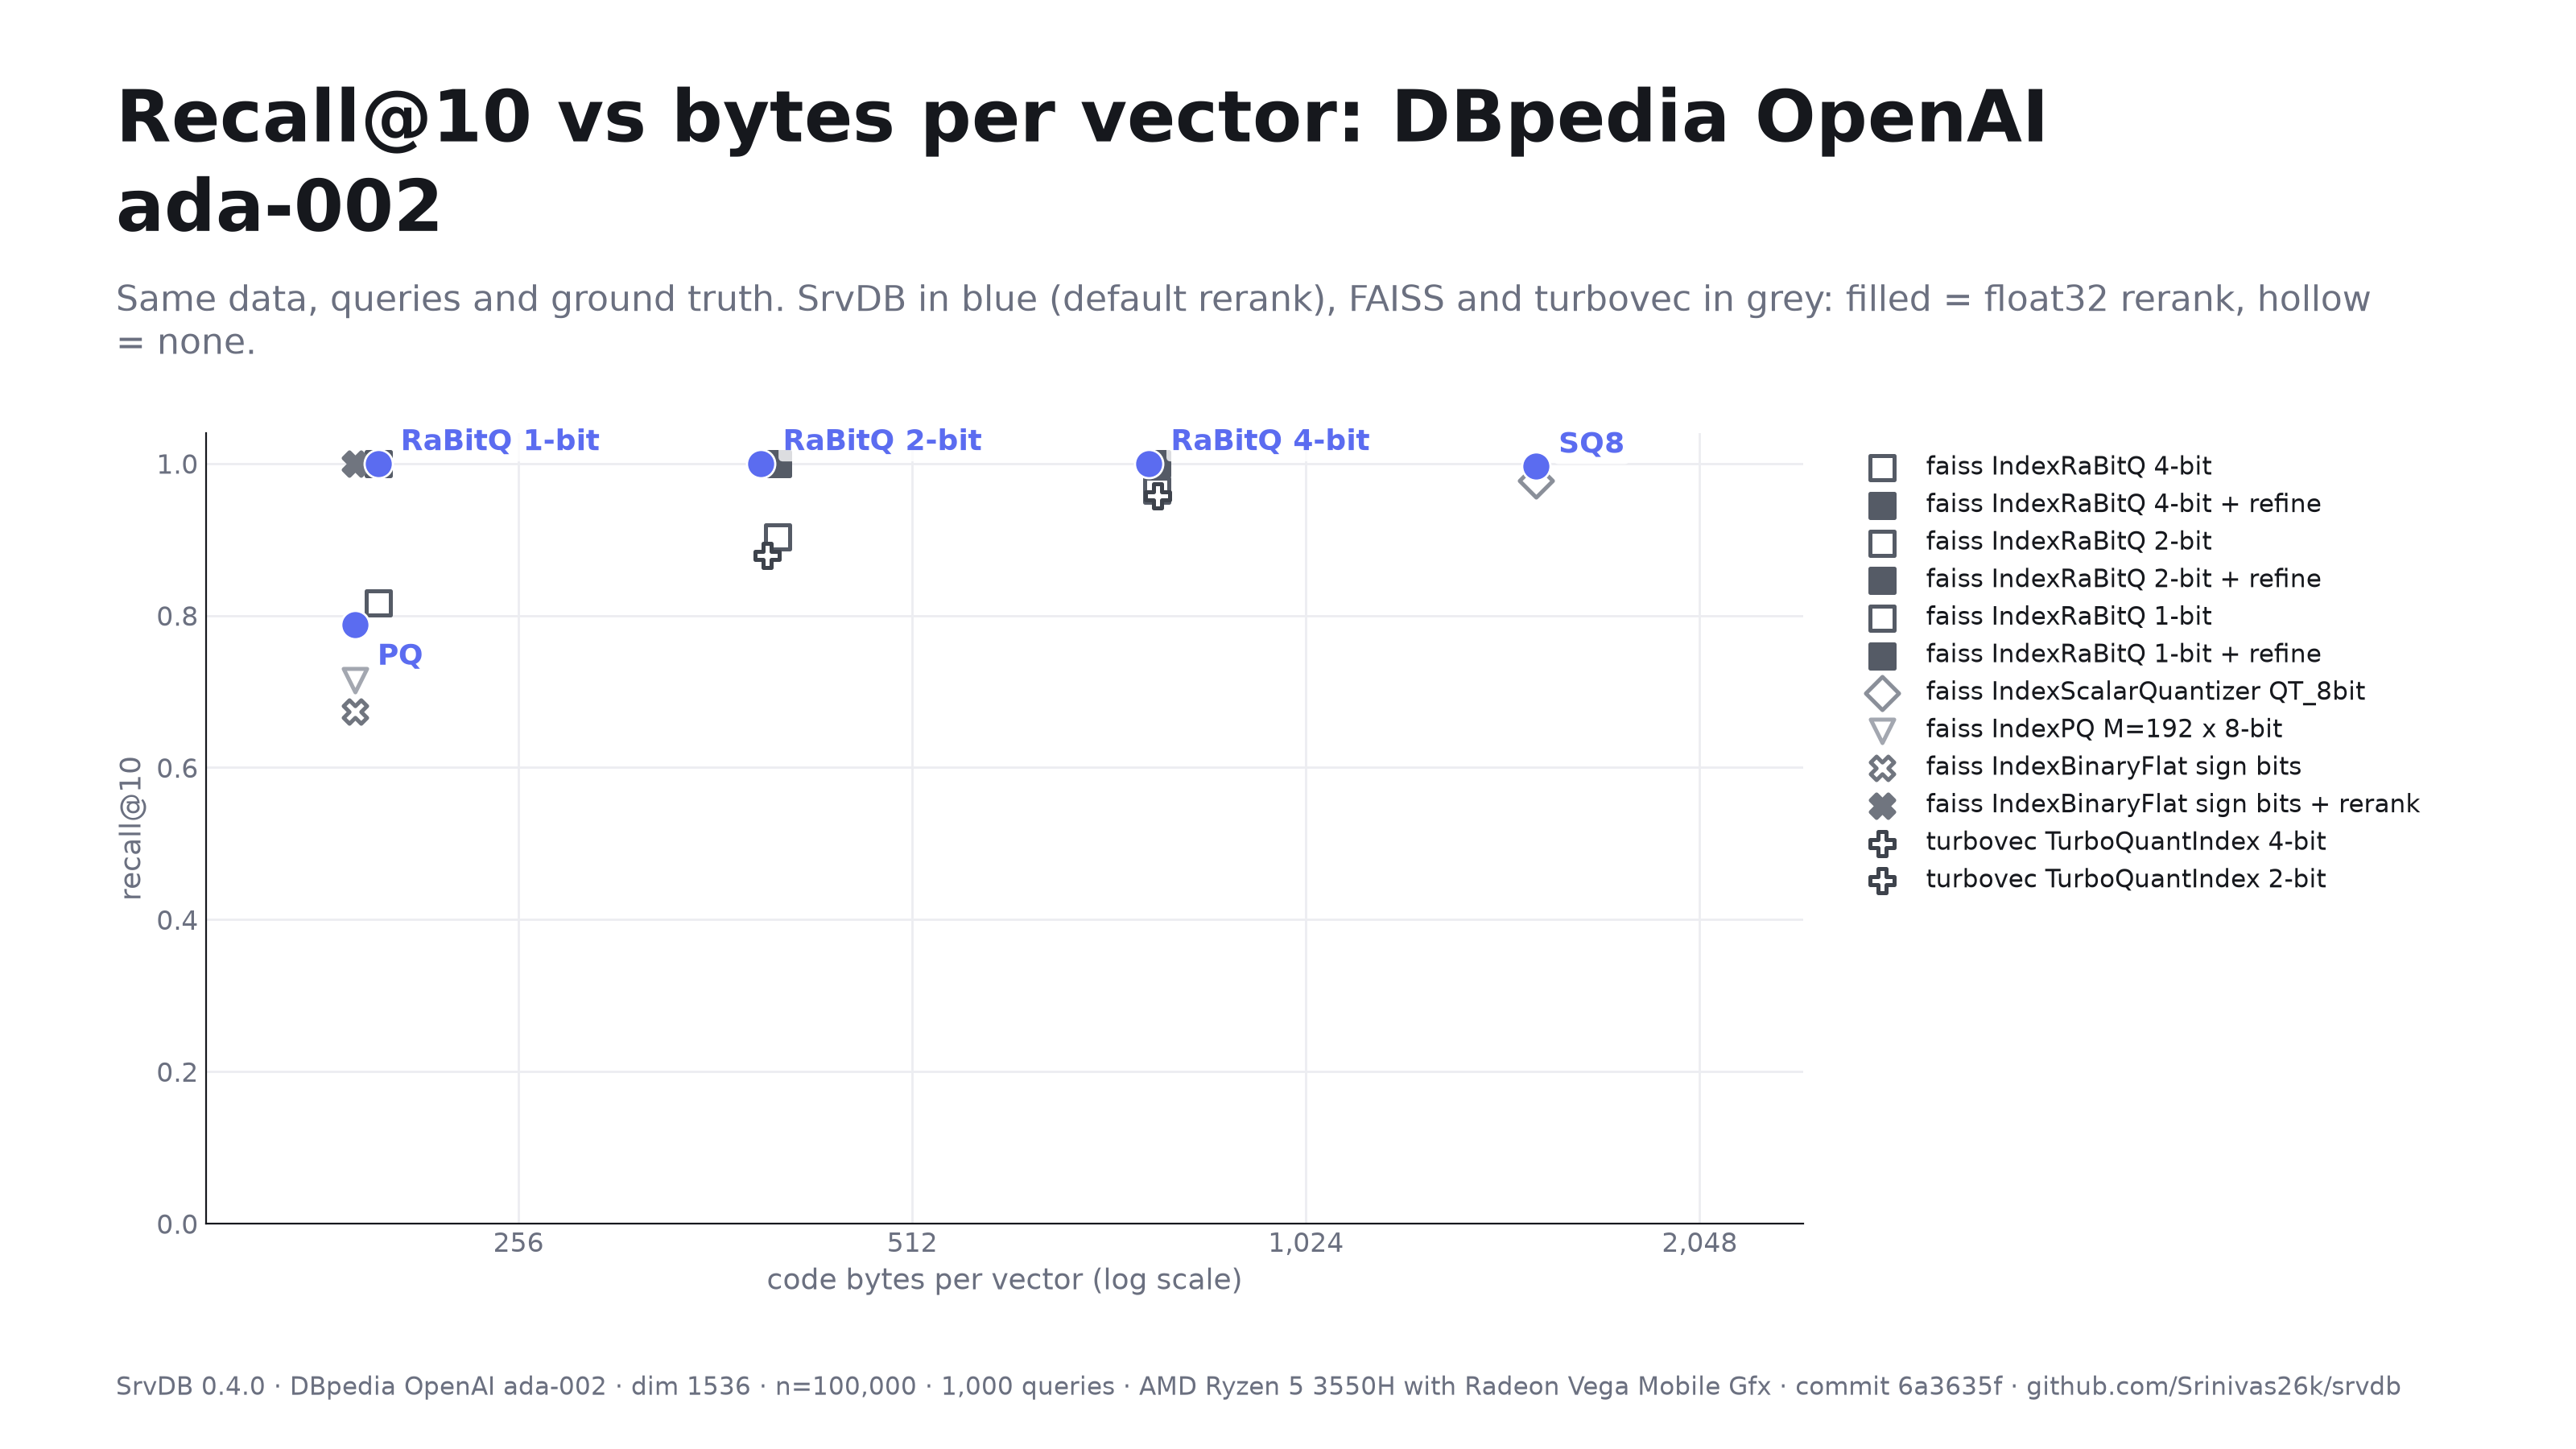 Recall@10 vs bytes per vector: DBpedia OpenAI
ada-002
Same data, queries and ground truth. SrvDB in blue (default rerank), FAISS and turbovec in grey: filled = float32 rerank, hollow
= none.
RaBitQ 1-bit
RaBitQ 2-bit
RaBitQ 4-bit
SQ8
PQ
1.0
0.8
0.6
0.4
0.2
0.0
recall@10
256
512
1,024
2,048
code bytes per vector (log scale)
faiss IndexRaBitQ 4-bit
faiss IndexRaBitQ 4-bit + refine
faiss IndexRaBitQ 2-bit
faiss IndexRaBitQ 2-bit + refine
faiss IndexRaBitQ 1-bit
faiss IndexRaBitQ 1-bit + refine
faiss IndexScalarQuantizer QT_8bit
faiss IndexPQ M=192 x 8-bit
faiss IndexBinaryFlat sign bits
faiss IndexBinaryFlat sign bits + rerank
turbovec TurboQuantIndex 4-bit
turbovec TurboQuantIndex 2-bit
SrvDB 0.4.0 · DBpedia OpenAI ada-002 · dim 1536 · n=100,000 · 1,000 queries · AMD Ryzen 5 3550H with Radeon Vega Mobile Gfx · commit 6a3635f · github.com/Srinivas26k/srvdb